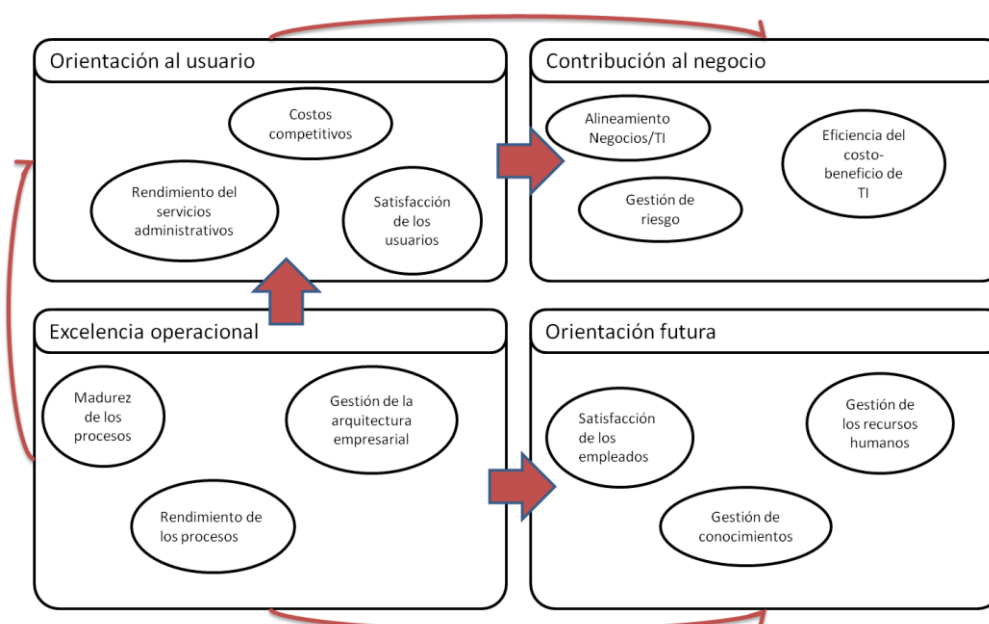 Orientación al usuario
Costos
competitivos
Rendimiento del
servicios
administrativos
Satisfacción
de los
usuarios
Contribución al negocio
Alineamiento
Negocios/TI
Eficiencia del
costo-
beneficio de
TI
Gestión de
riesgo
Excelencia operacional
Madurez
de los
procesos
Gestión de la
arquitectura
empresarial
Rendimiento de
los procesos
Orientación futura
Satisfacción
de los
empleados
Gestión de
los recursos
humanos
Gestión de
conocimientos